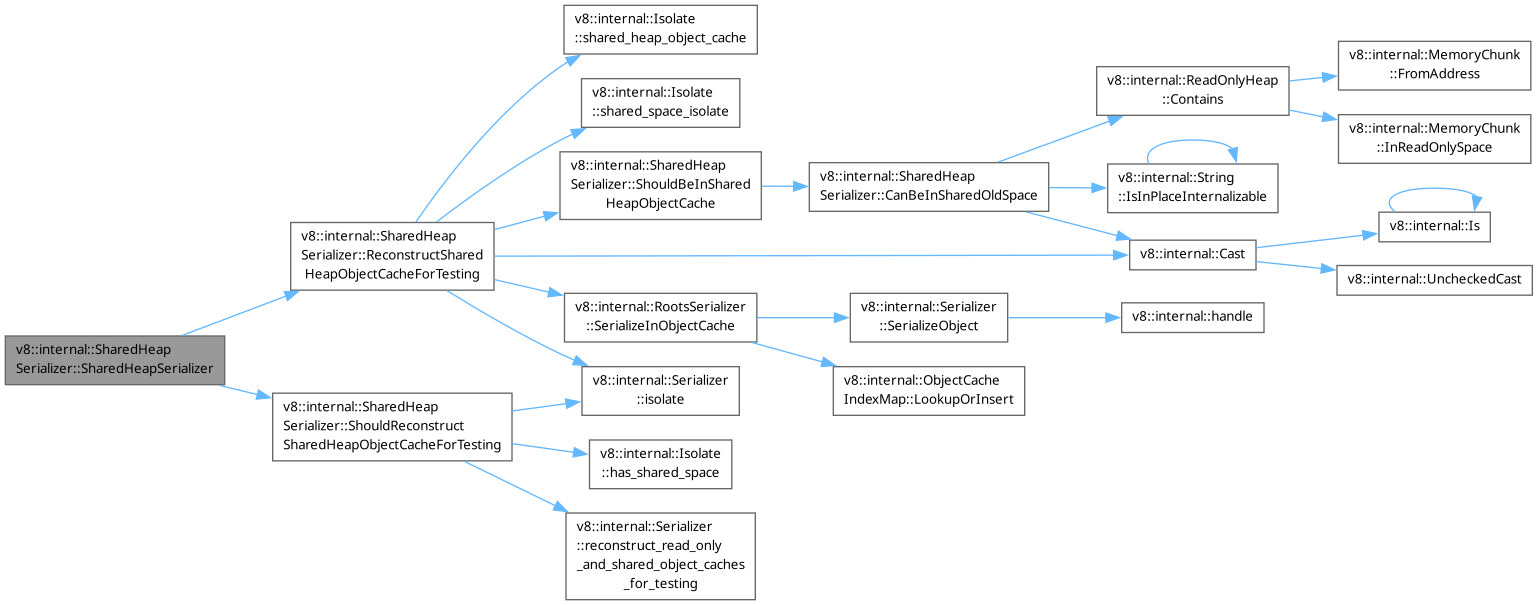 v8::internal::Isolate
::shared_heap_object_cache
v8::internal::Isolate
::shared_space_isolate
v8::internal::SharedHeap
Serializer::ShouldBeInShared
HeapObjectCache
v8::internal::SharedHeap
Serializer::CanBeInSharedOldSpace
v8::internal::ReadOnlyHeap
::Contains
v8::internal::MemoryChunk
::FromAddress
v8::internal::MemoryChunk
::InReadOnlySpace
v8::internal::String
::IsInPlaceInternalizable
v8::internal::Is
v8::internal::Cast
v8::internal::UncheckedCast
v8::internal::SharedHeap
Serializer::ReconstructShared
HeapObjectCacheForTesting
v8::internal::RootsSerializer
::SerializeInObjectCache
v8::internal::Serializer
::SerializeObject
v8::internal::handle
v8::internal::ObjectCache
IndexMap::LookupOrInsert
v8::internal::SharedHeap
Serializer::SharedHeapSerializer
v8::internal::Serializer
::isolate
v8::internal::SharedHeap
Serializer::ShouldReconstruct
SharedHeapObjectCacheForTesting
v8::internal::Isolate
::has_shared_space
v8::internal::Serializer
::reconstruct_read_only
_and_shared_object_caches
_for_testing